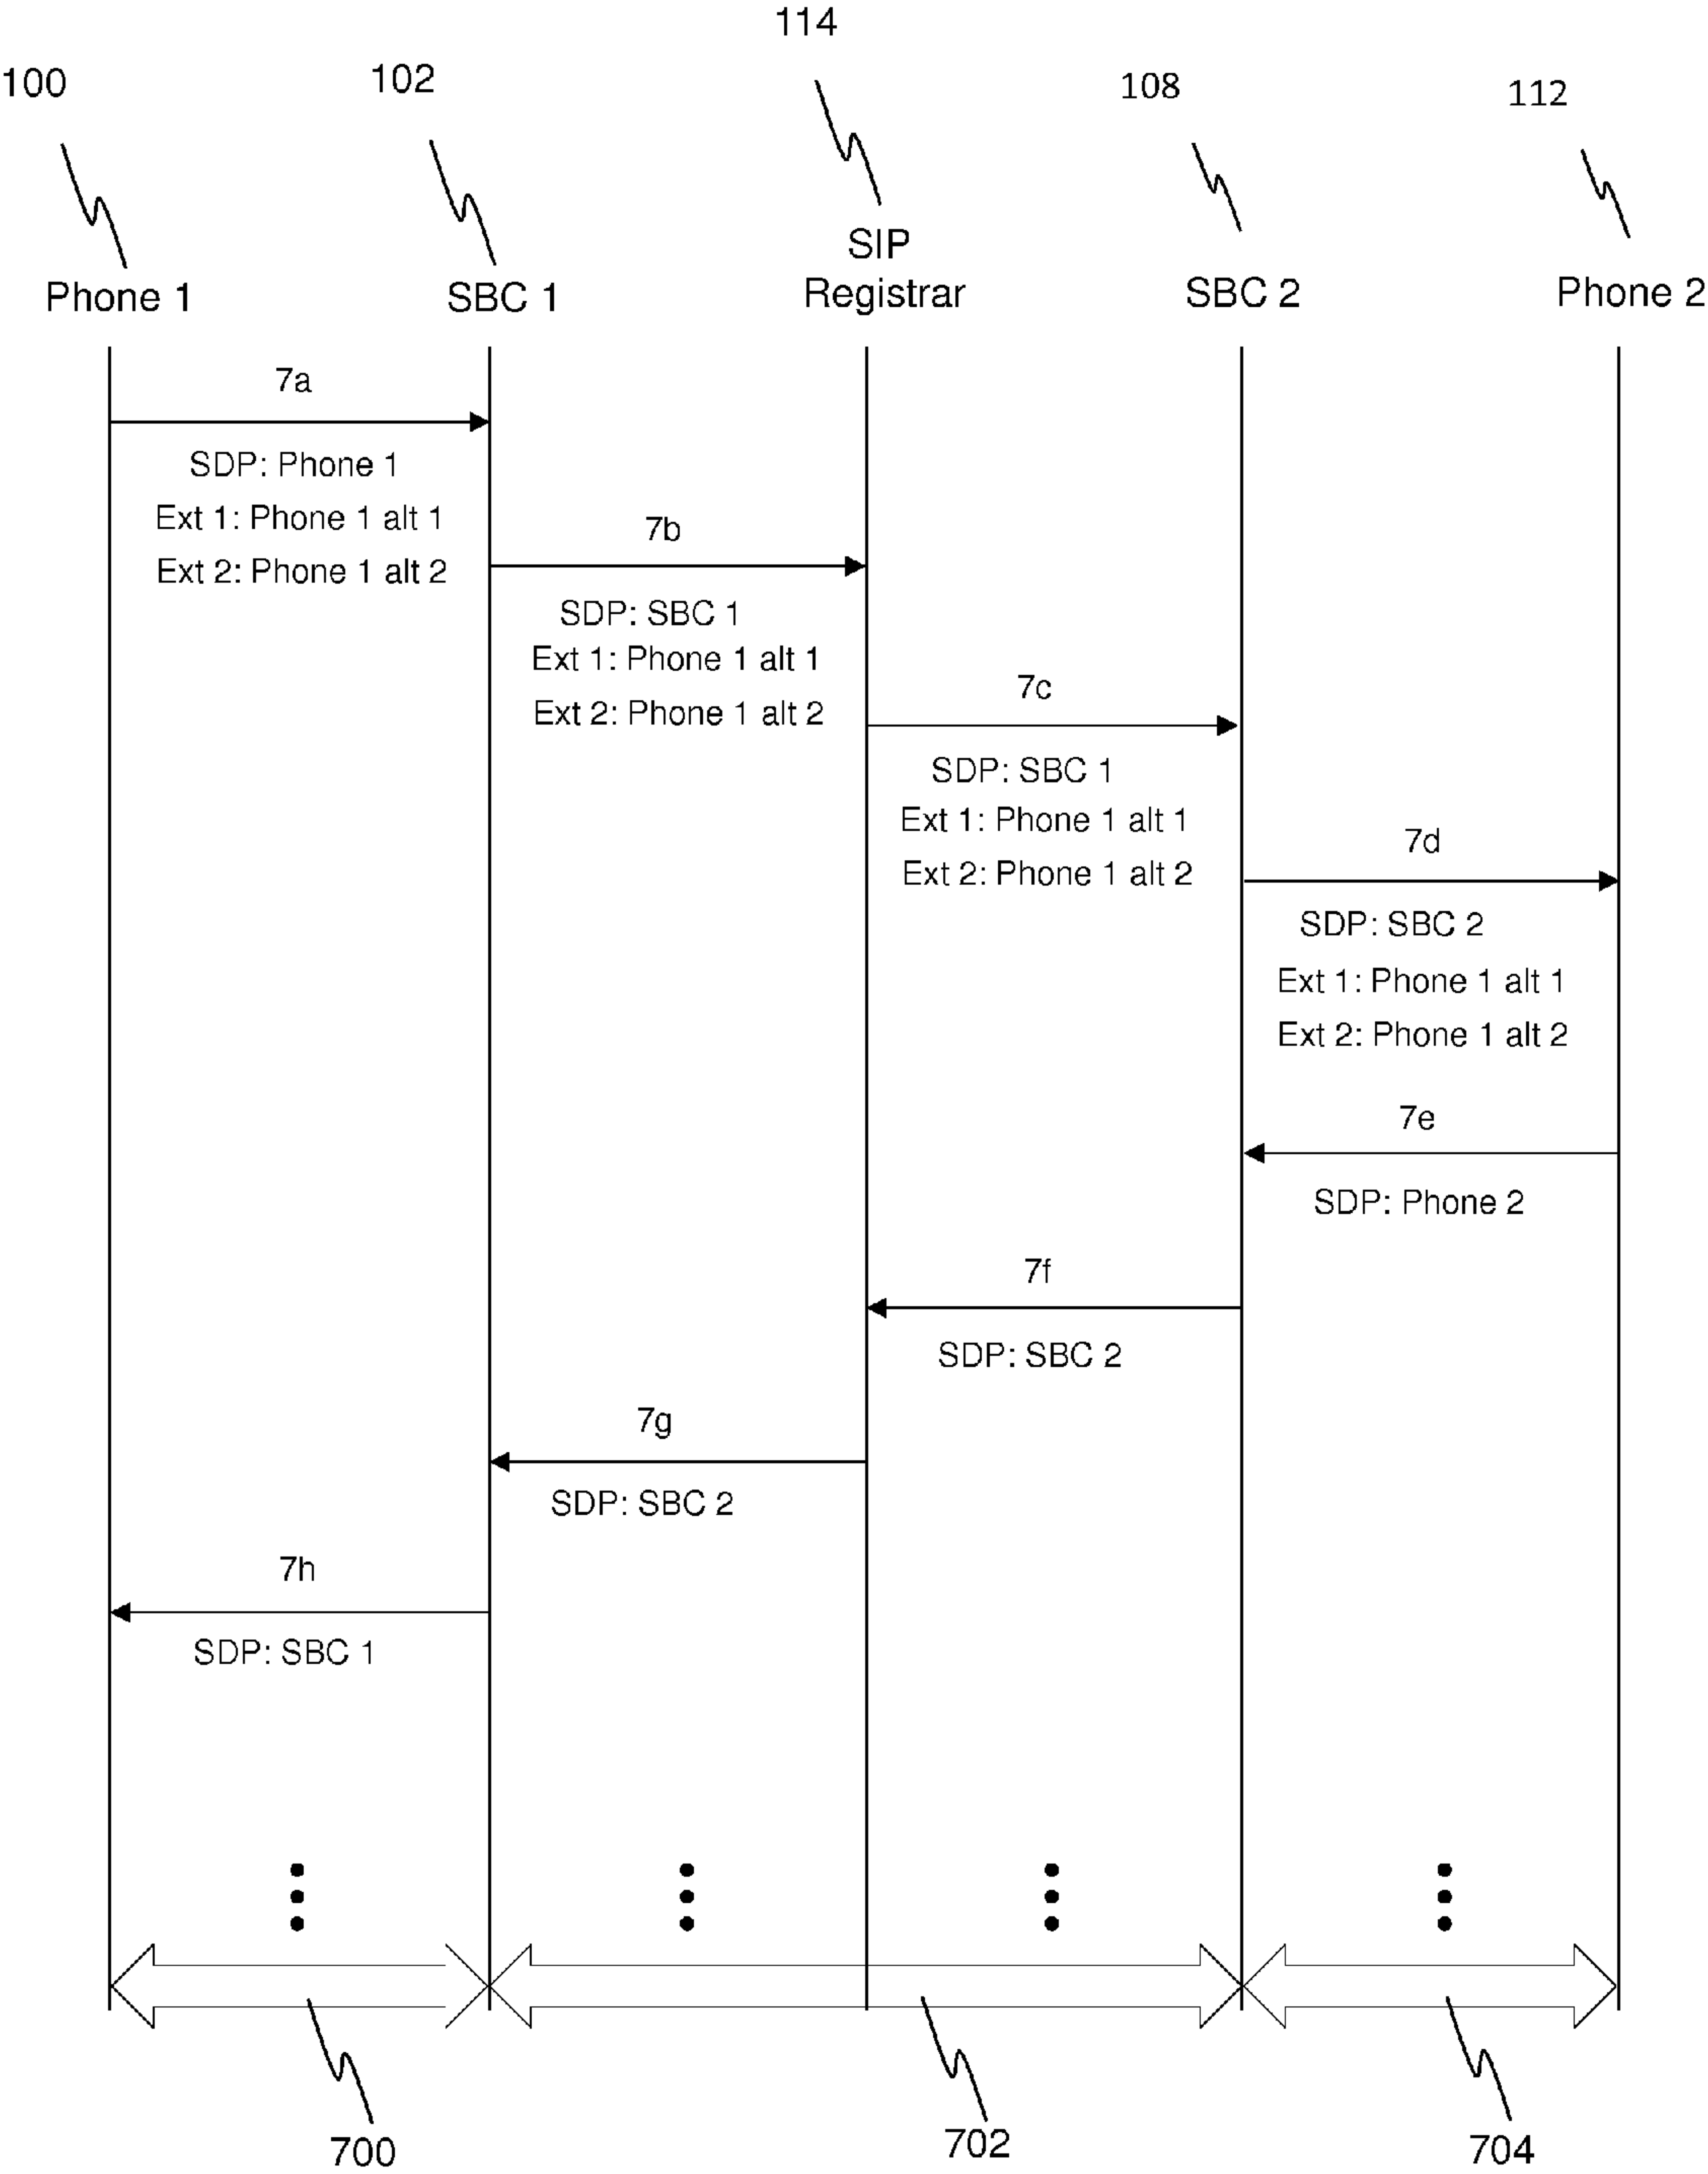 114
100
102
108
112
SIP
Registrar
Phone 1
SBC 1
SBC 2
Phone 2
7a
SDP: Phone 1
Ext 1: Phone 1 alt 1
Ext 2: Phone 1 alt 2
7b
SDP: SBC 1
Ext 1: Phone 1 alt 1
Ext 2: Phone 1 alt 2
7c
SDP: SBC 1
Ext 1: Phone 1 alt 1
Ext 2: Phone 1 alt 2
7d
SDP: SBC 2
Ext 1: Phone 1 alt 1
Ext 2: Phone 1 alt 2
7e
SDP: Phone 2
7f
SDP: SBC 2
7g
SDP: SBC 2
7h
SDP: SBC 1
700
702
704